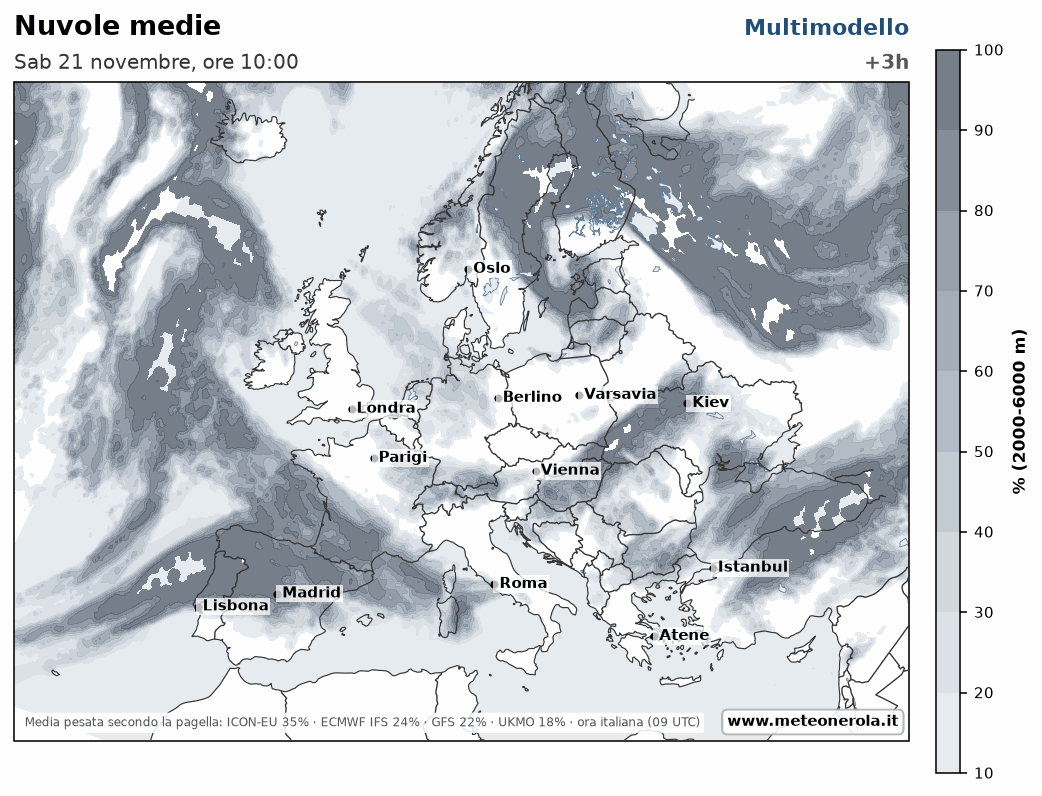 Nuvole medie
Multimodello
Sab 21 novembre, ore 10:00
+3h
100
90
80
70
60
50
40
30
20
10
% (2000-6000 m)
Oslo
Berlino
Varsavia
Kiev
Londra
Parigi
Vienna
Istanbul
Roma
Madrid
Lisbona
Atene
Media pesata secondo la pagella: ICON-EU 35% · ECMWF IFS 24% · GFS 22% · UKMO 18% · ora italiana (09 UTC)
www.meteonerola.it